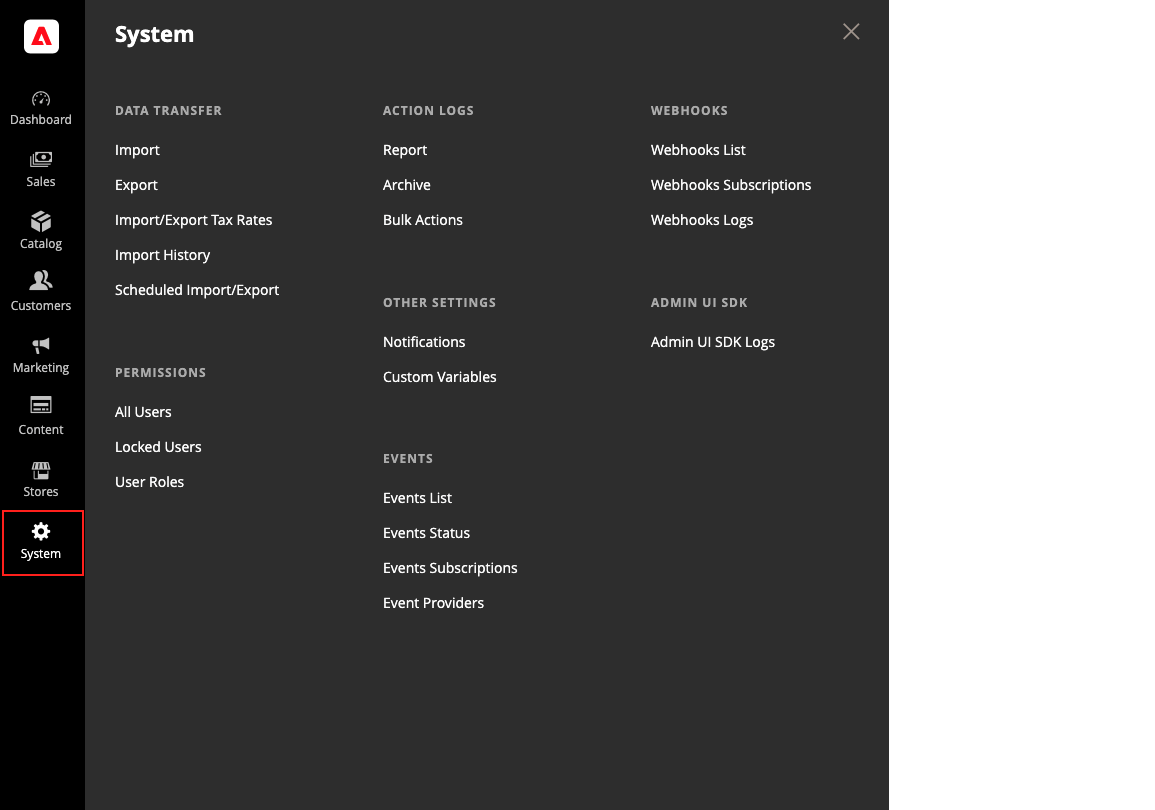 System
Dashboard
Sales
Catalog
Customers
Marketing
Content
Stores
System
DATA TRANSFER
Import
Export
Import/Export Tax Rates
Import History
Scheduled Import/Export
PERMISSIONS
All Users
Locked Users
User Roles
ACTION LOGS
Report
Archive
Bulk Actions
OTHER SETTINGS
Notifications
Custom Variables
EVENTS
Events List
Events Status
Events Subscriptions
Event Providers
WEBHOOKS
Webhooks List
Webhooks Subscriptions
Webhooks Logs
ADMIN UI SDK
Admin UI SDK Logs